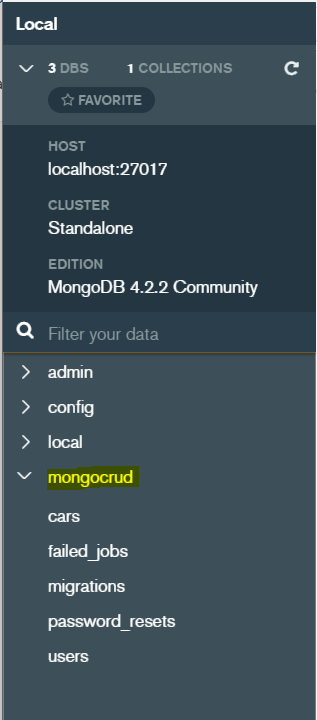 Local
3 DBS 1 COLLECTIONS
FAVORITE
HOST
localhost:27017
CLUSTER
Standalone
EDITION
MongoDB 4.2.2 Community
Filter your data
admin
config
local
mongocrud
cars
failed_jobs
migrations
password_resets
users